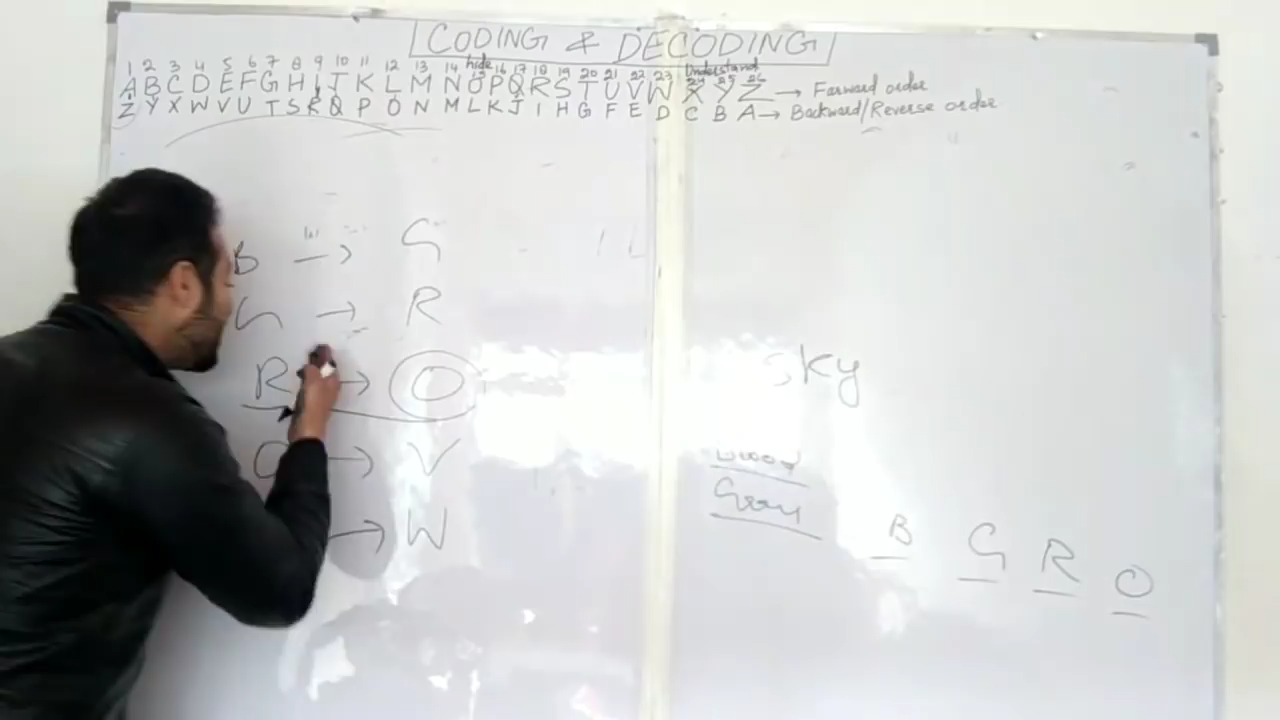 CODING & DECODING
hide Understand
1 2 3 4 5 6 7 8 9 10 11 12 13 14 15 16 17 18 19 20 21 22 23 24 25 26
A B C D E F G H I J K L M N O P Q R S T U V W X Y Z → Forward order
Z Y X W V U T S R Q P O N M L K J I H G F E D C B A → Backward/Reverse order
B → G
G → R
R → O
O → V
→ W
Sky
B G R O